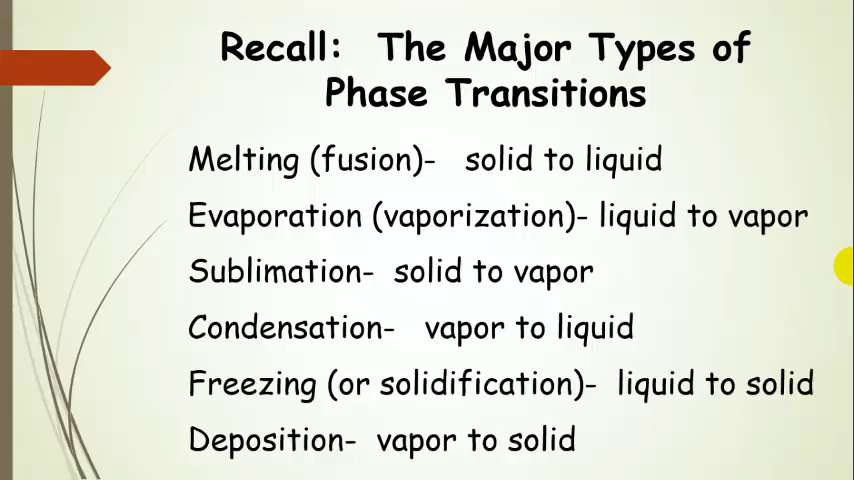 Recall: The Major Types of
Phase Transitions
Melting (fusion)- solid to liquid
Evaporation (vaporization)- liquid to vapor
Sublimation- solid to vapor
Condensation- vapor to liquid
Freezing (or solidification)- liquid to solid
Deposition- vapor to solid